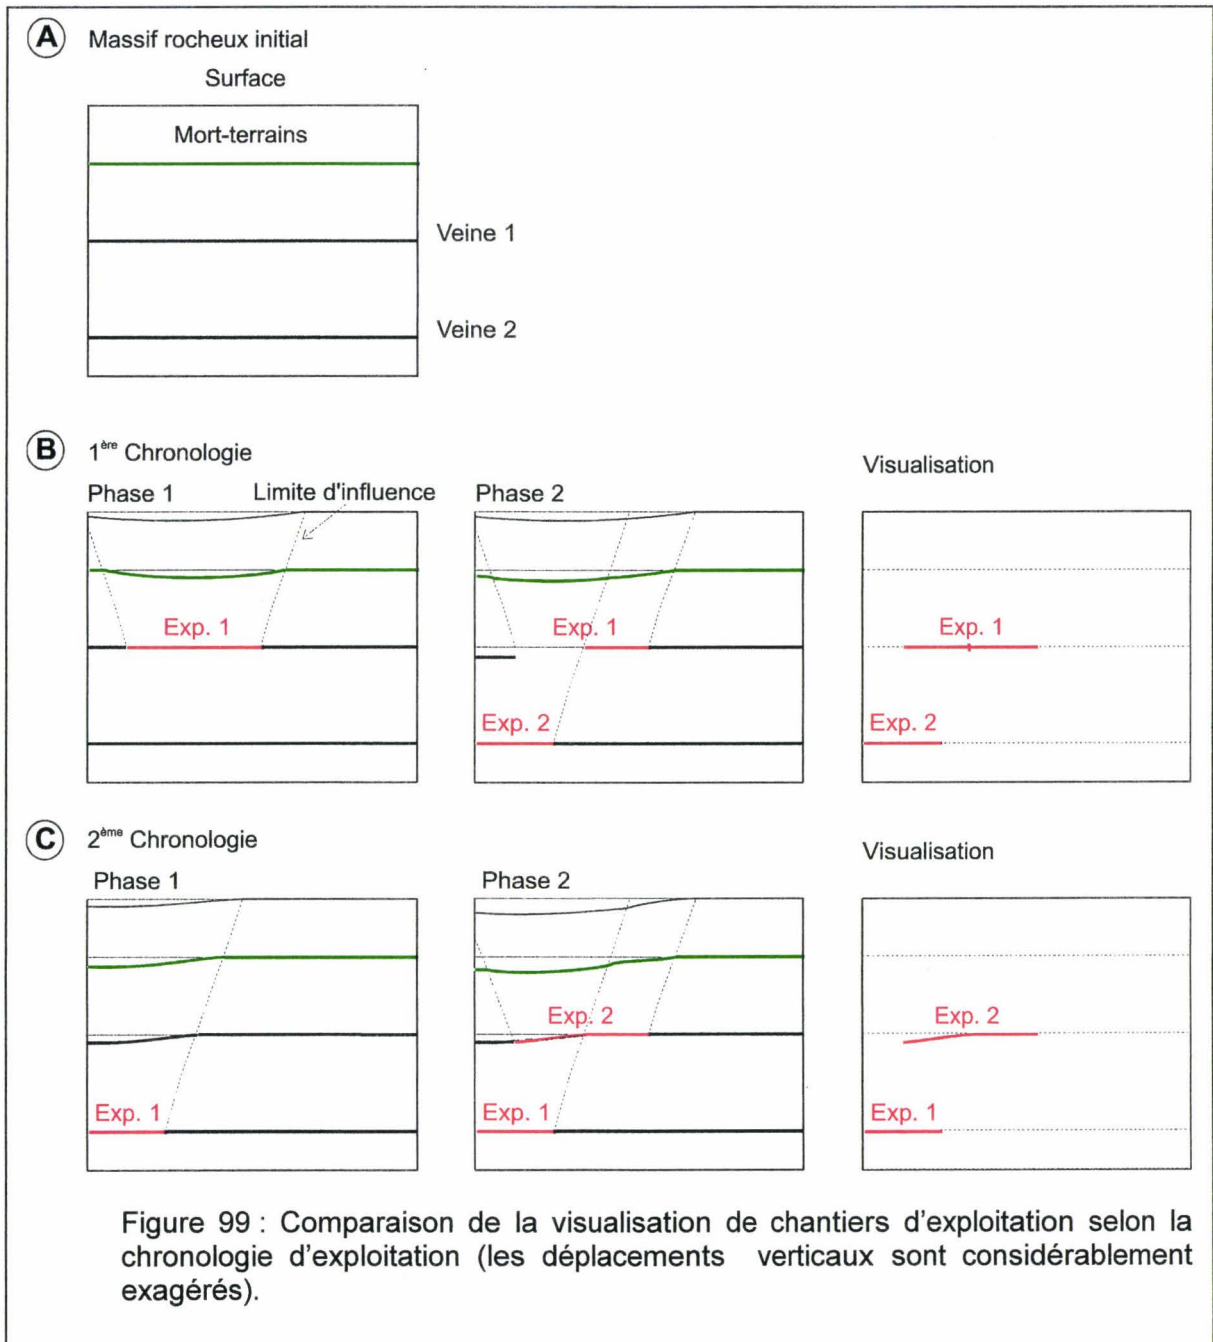 A Massif rocheux initial
Surface
Mort-terrains
Veine 1
Veine 2
B 1ère Chronologie
Visualisation
Phase 1 Limite d'influence Phase 2
Exp. 1 Exp. 1 Exp. 1
Exp. 2 Exp. 2
C 2ème Chronologie
Visualisation
Phase 1 Phase 2
Exp. 2 Exp. 2
Exp. 1 Exp. 1 Exp. 1
Figure 99 : Comparaison de la visualisation de chantiers d'exploitation selon la
chronologie d'exploitation (les déplacements verticaux sont considérablement
exagérés).